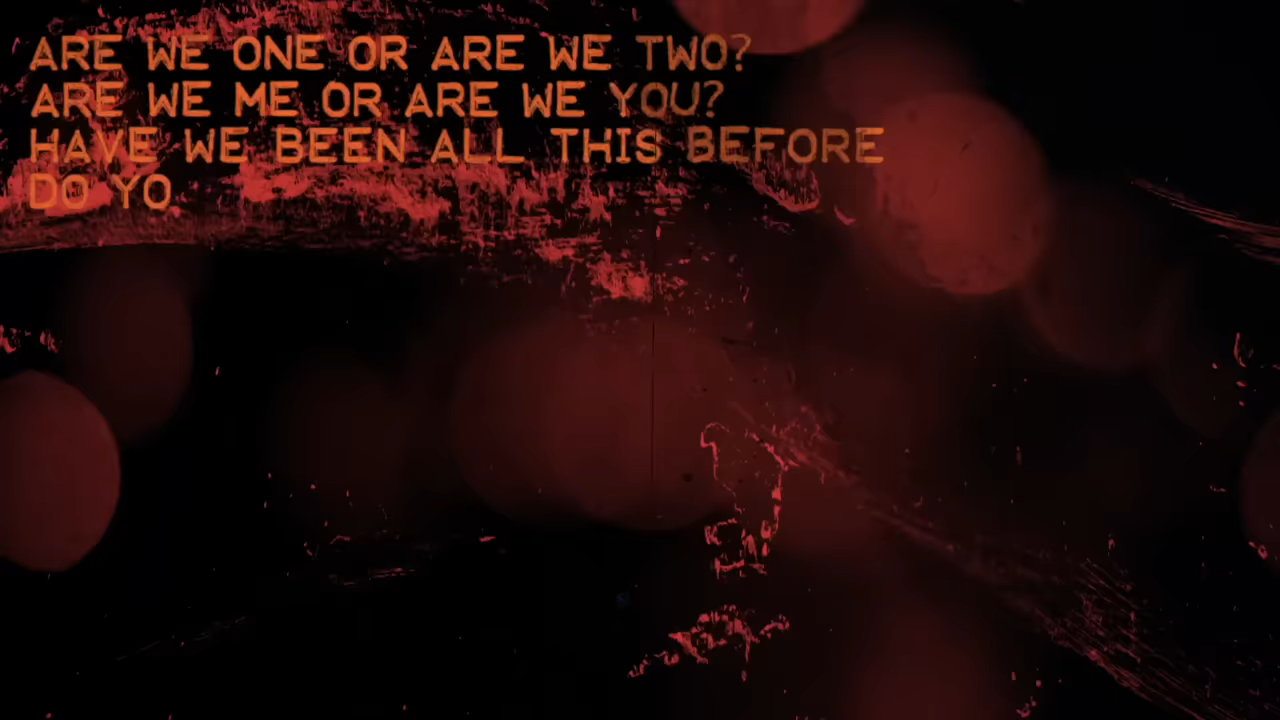 ARE WE ONE OR ARE WE TWO?
ARE WE ME OR ARE WE YOU?
HAVE WE BEEN ALL THIS BEFORE
DO YO